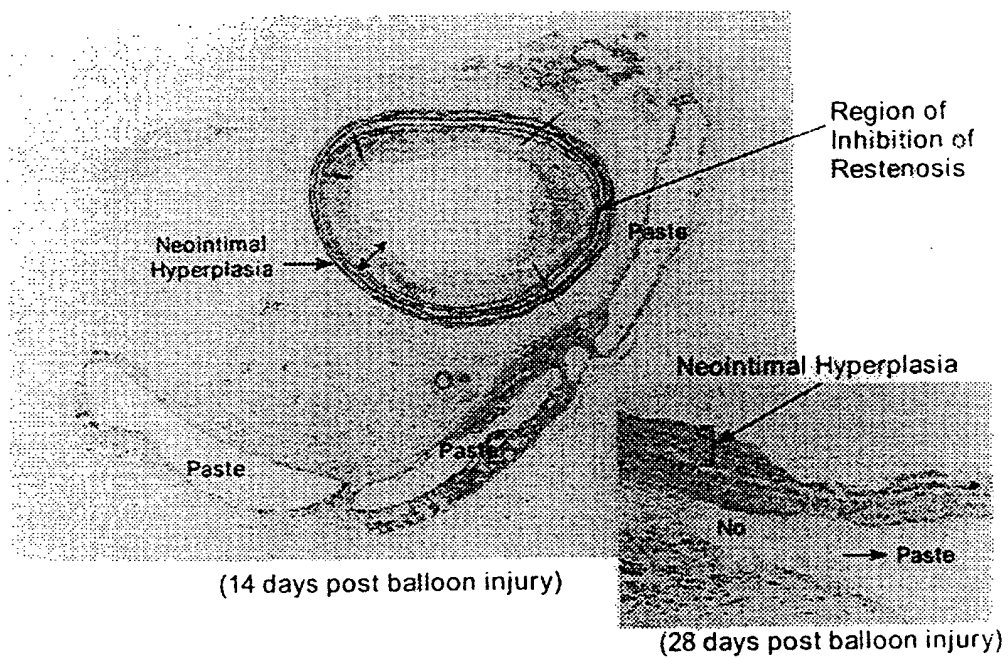 Region of
Inhibition of
Restenosis
Paste
Neointimal
Hyperplasia
Neointimal Hyperplasia
Paste
Paste
No
Paste
(14 days post balloon injury)
(28 days post balloon injury)